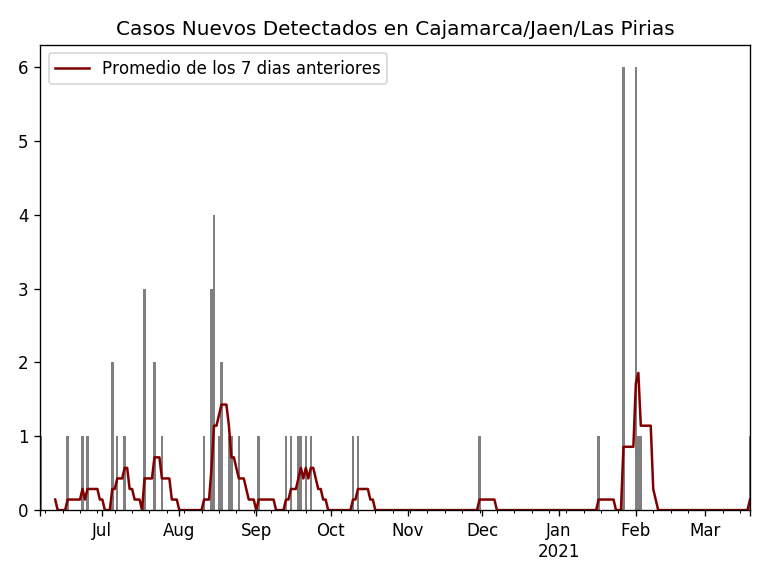 Casos Nuevos Detectados en Cajamarca/Jaen/Las Pirias
Promedio de los 7 dias anteriores
6
5
4
3
2
1
0
Jul Aug Sep Oct Nov Dec Jan Feb Mar
2021